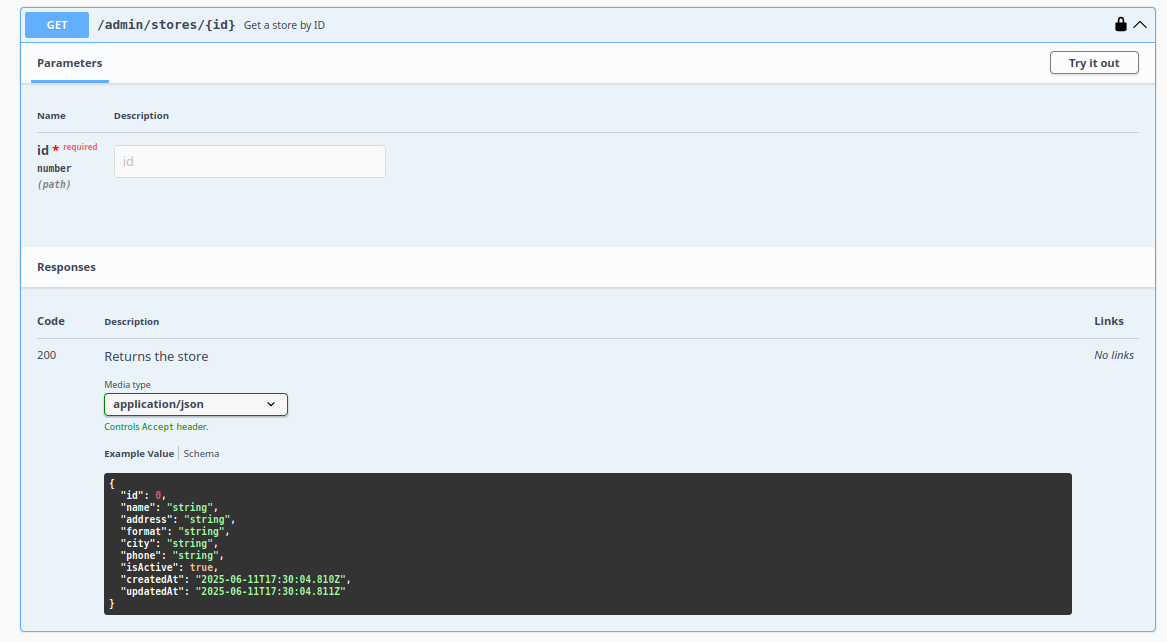 GET /admin/stores/{id} Get a store by ID
Parameters
Try it out
Name Description
id * required
number
(path)
id
Responses
Code Description Links
200 Returns the store No links
Media type
application/json
Controls Accept header.
Example Value Schema
{
  "id": 0,
  "name": "string",
  "address": "string",
  "format": "string",
  "city": "string",
  "phone": "string",
  "isActive": true,
  "createdAt": "2025-06-11T17:30:04.810Z",
  "updatedAt": "2025-06-11T17:30:04.811Z"
}